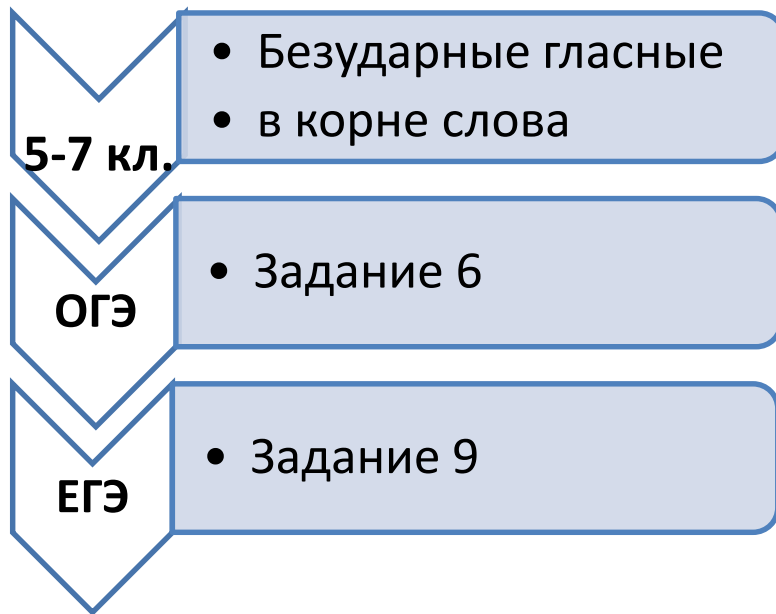 5-7 кл.
• Безударные гласные
• в корне слова
ОГЭ
• Задание 6
ЕГЭ
• Задание 9